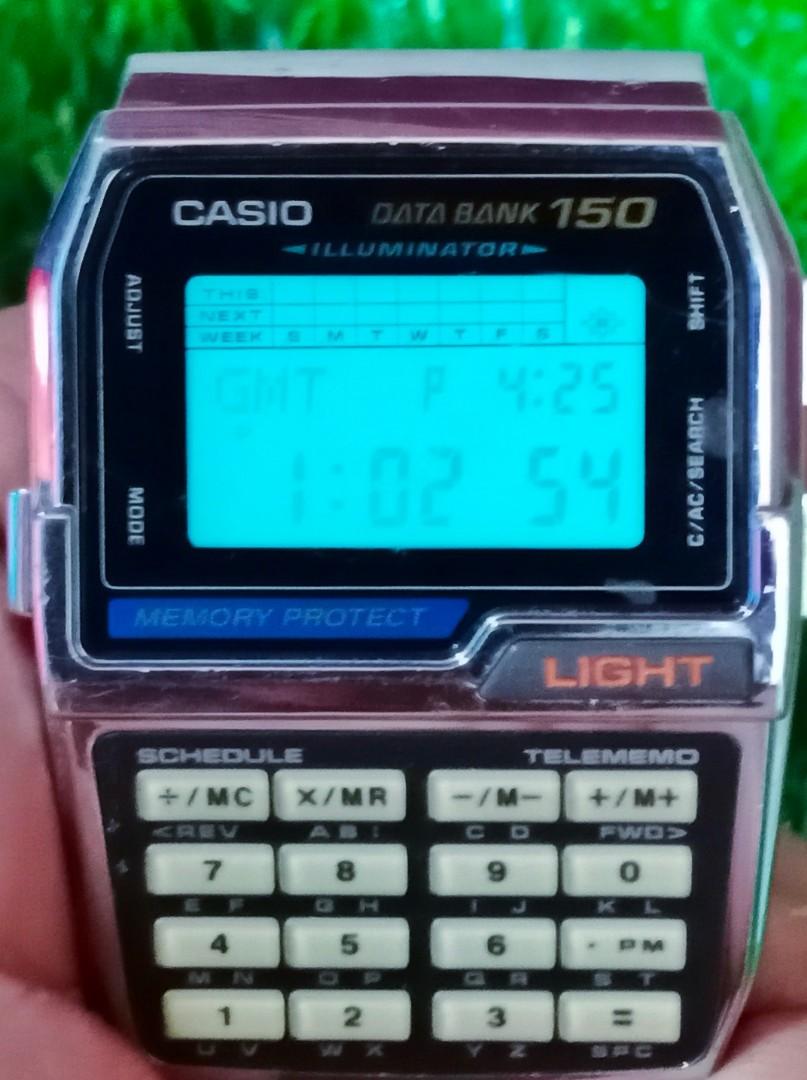 CASIO DATA BANK 150
ILLUMINATOR
ADJUST
SHIFT
THIS
NEXT
WEEK S M T W T F S
GMT P 4:25
1:02 54
MODE
C/AC/SEARCH
MEMORY PROTECT
LIGHT
SCHEDULE TELEMEMO
÷/MC ×/MR −/M− +/M+
<REV A B : C D FWD>
7 8 9 0
E F G H I J K L
4 5 6 · PM
M N O P Q R S T
1 2 3 =
U V W X Y Z SPC